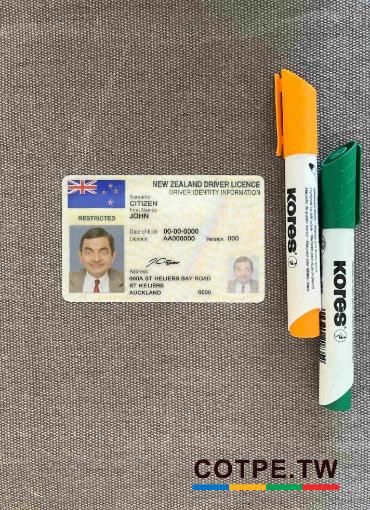 NEW ZEALAND DRIVER LICENCE
DRIVER IDENTITY INFORMATION
Surname
CITIZEN
First Names
JOHN
RESTRICTED
Date of Birth 00-00-0000
Licence AA000000 Version 000
Address
000A ST HELIERS BAY ROAD
ST HELIERS
AUCKLAND 0000
Kores
Kores
COTPE.TW